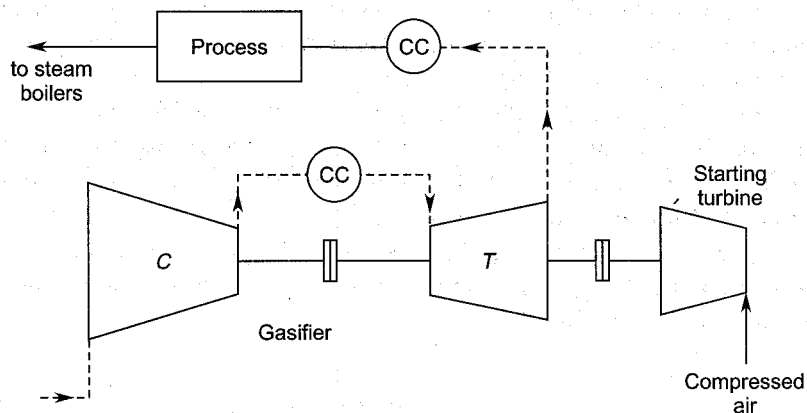 Process
CC
to steam
boilers
CC
Starting
turbine
C
T
Gasifier
Compressed
air